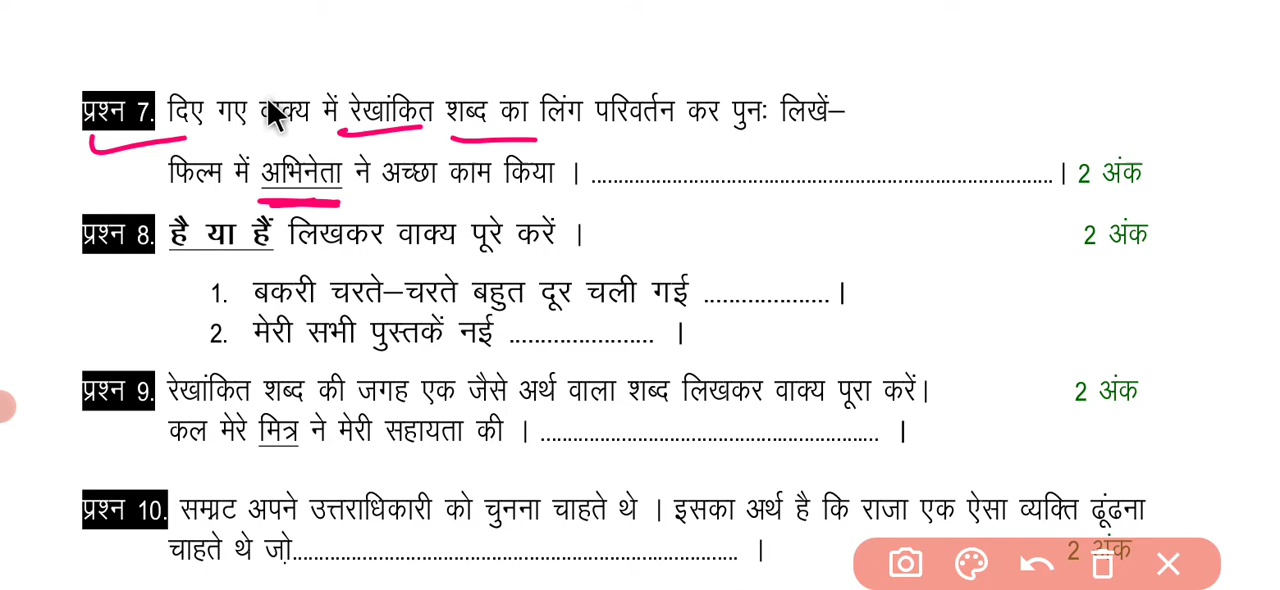 प्रश्न 7. दिए गए वाक्य में रेखांकित शब्द का लिंग परिवर्तन कर पुनः लिखें–
फिल्म में अभिनेता ने अच्छा काम किया | ................................................................................| 2 अंक
प्रश्न 8. है या हैं लिखकर वाक्य पूरे करें | 2 अंक
1. बकरी चरते–चरते बहुत दूर चली गई .................... |
2. मेरी सभी पुस्तकें नई ....................... |
प्रश्न 9. रेखांकित शब्द की जगह एक जैसे अर्थ वाला शब्द लिखकर वाक्य पूरा करें| 2 अंक
कल मेरे मित्र ने मेरी सहायता की | ............................................................... |
प्रश्न 10. सम्राट अपने उत्तराधिकारी को चुनना चाहते थे | इसका अर्थ है कि राजा एक ऐसा व्यक्ति ढूंढना
चाहते थे जो़................................................................................ | 2 अंक